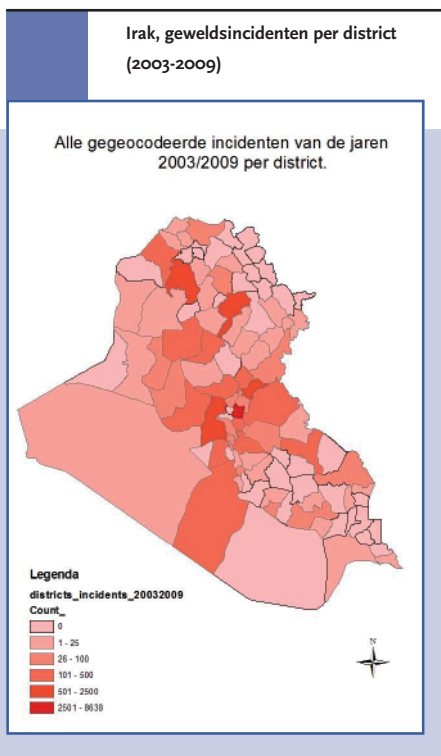 Irak, geweldsincidenten per district
(2003-2009)
Alle gegeocodeerde incidenten van de jaren
2003/2009 per district.
Legenda
districts_incidents_20032009
Count_
0
1 - 25
26 - 100
101 - 500
501 - 2500
2501 - 8638
N